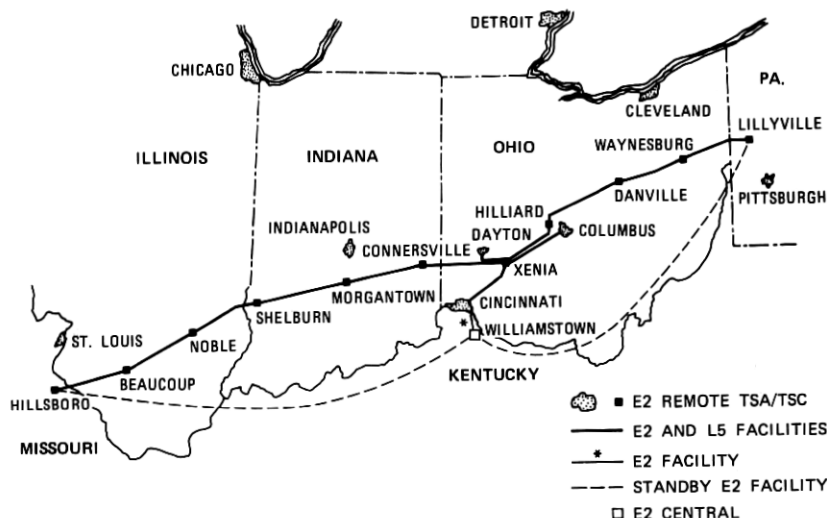 DETROIT
CHICAGO
PA.
CLEVELAND
LILLYVILLE
WAYNESBURG
ILLINOIS
INDIANA
OHIO
DANVILLE
PITTSBURGH
HILLIARD
INDIANAPOLIS
DAYTON
COLUMBUS
CONNERSVILLE
XENIA
MORGANTOWN
CINCINNATI
SHELBURN
ST. LOUIS
NOBLE
* WILLIAMSTOWN
BEAUCOUP
KENTUCKY
HILLSBORO
MISSOURI
E2 REMOTE TSA/TSC
E2 AND L5 FACILITIES
* E2 FACILITY
STANDBY E2 FACILITY
E2 CENTRAL